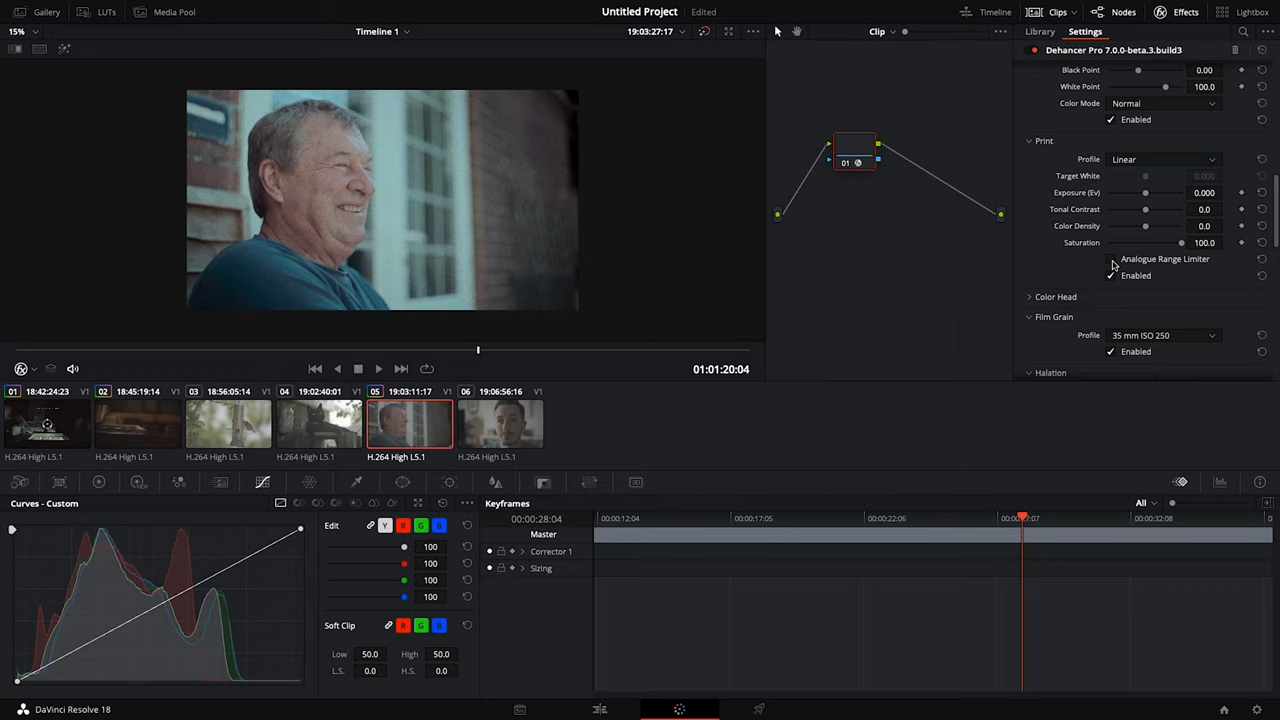 Gallery LUTs Media Pool Untitled Project Edited Timeline Clips Nodes Effects Lightbox
15% Timeline 1 19:03:27:17 Clip Library Settings
Dehancer Pro 7.0.0-beta.3.build3
Black Point 0.00
White Point 100.0
Color Mode Normal
Enabled
Print
Profile Linear
Target White 0.000
Exposure (Ev) 0.000
Tonal Contrast 0.0
Color Density 0.0
Saturation 100.0
Analogue Range Limiter
Enabled
Color Head
Film Grain
Profile 35 mm ISO 250
Enabled
Halation
01
01:01:20:04
01 18:42:24:23 V1 02 18:45:19:14 V1 03 18:56:05:14 V1 04 19:02:40:01 V1 05 19:03:11:17 V1 06 19:06:56:16 V1
H.264 High L5.1 H.264 High L5.1 H.264 High L5.1 H.264 High L5.1 H.264 High L5.1 H.264 High L5.1
3D
Curves - Custom
Edit Y R G B
100
100
100
100
Soft Clip R G B
Low 50.0 High 50.0
L.S. 0.0 H.S. 0.0
Keyframes All
00:00:28:04 00:00:12:04 00:00:17:05 00:00:22:06 00:00:27:07 00:00:32:08 0
Master
Corrector 1
Sizing
DaVinci Resolve 18